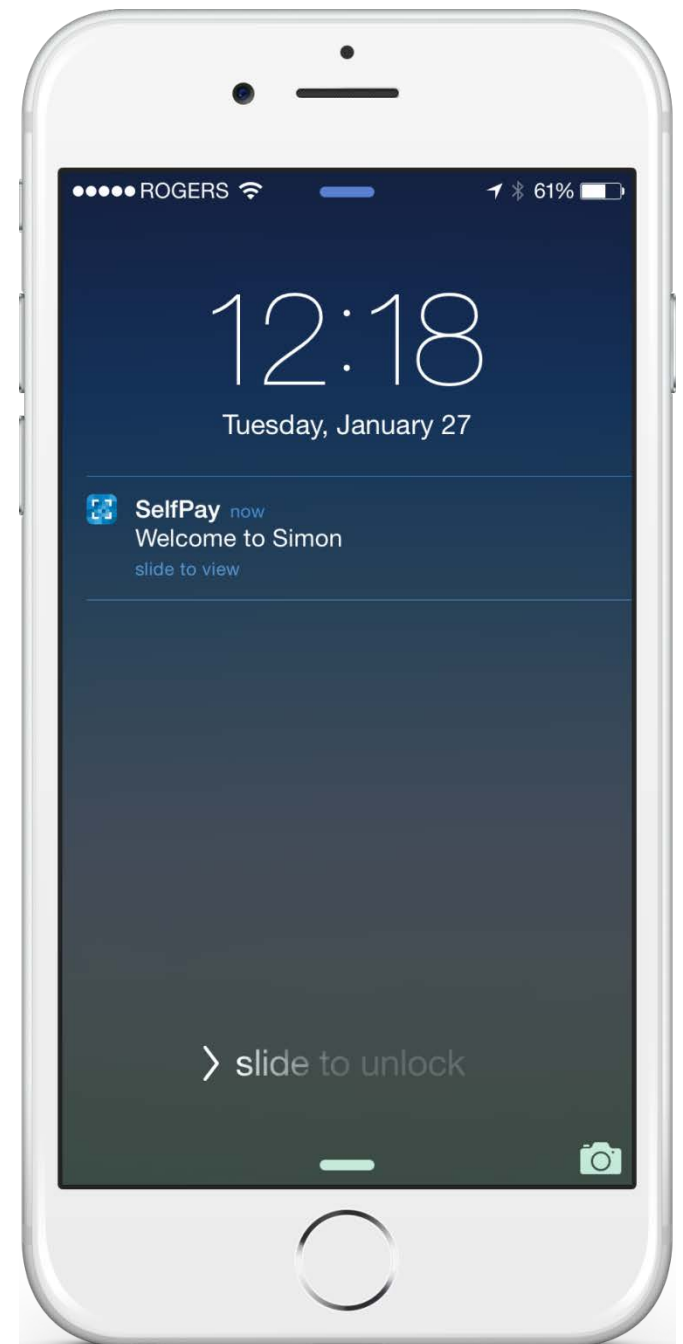 ROGERS 61%
12:18
Tuesday, January 27
SelfPay now
Welcome to Simon
slide to view
slide to unlock